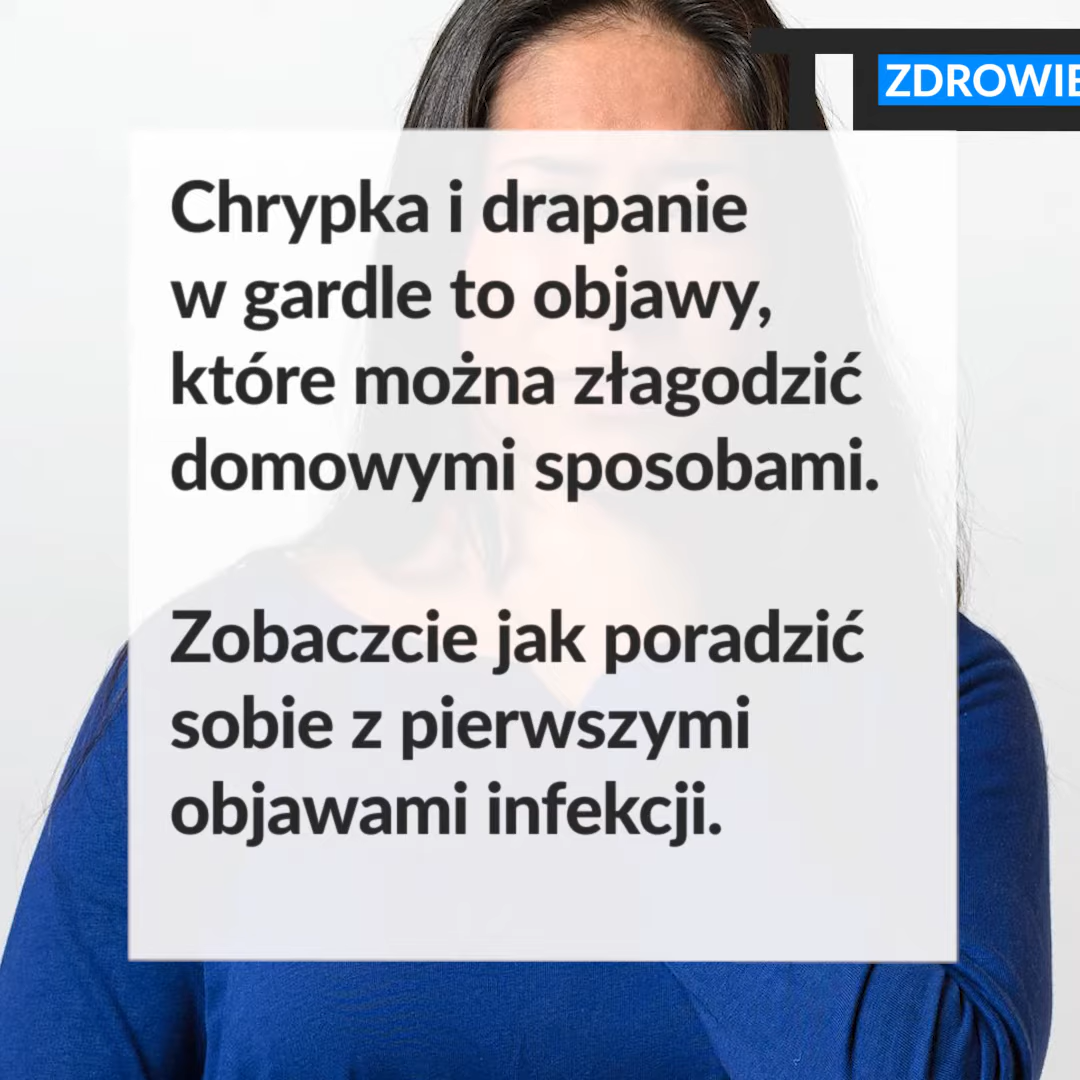 ZDROWIE
Chrypka i drapanie
w gardle to objawy,
które można złagodzić
domowymi sposobami.
Zobaczcie jak poradzić
sobie z pierwszymi
objawami infekcji.